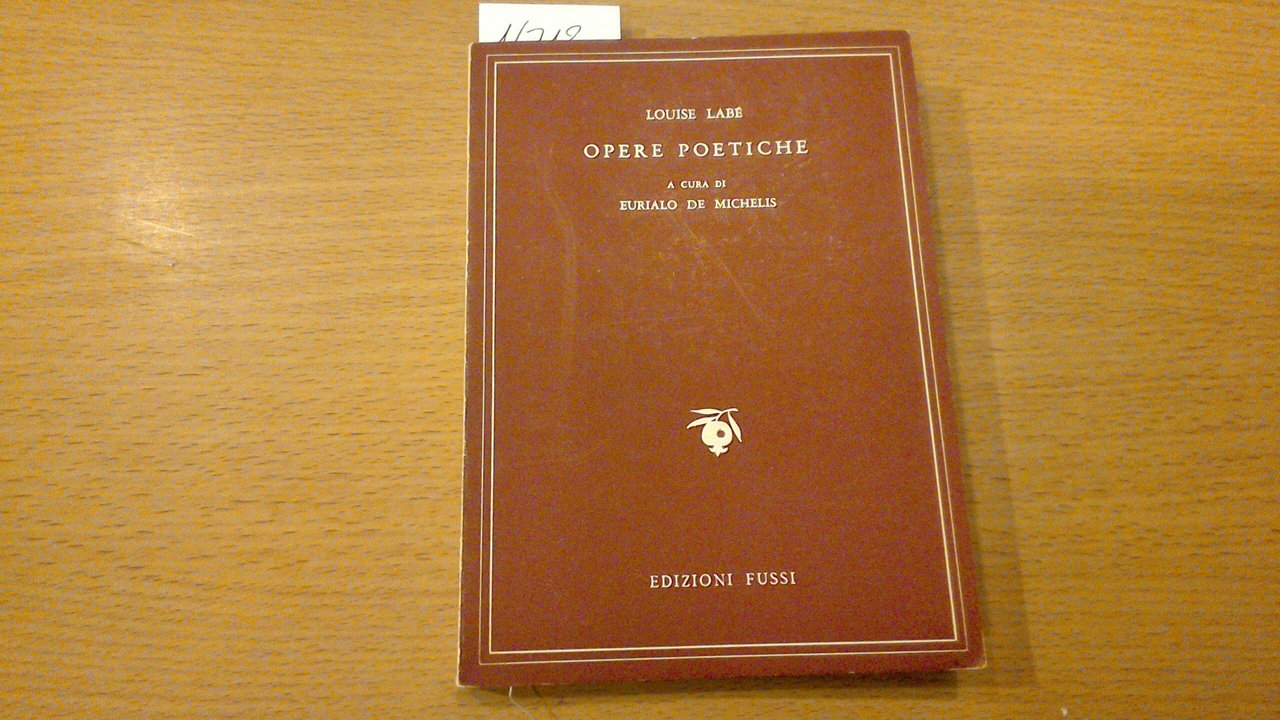 LOUISE LABÉ
OPERE POETICHE
A CURA DI
EURIALO DE MICHELIS
EDIZIONI FUSSI